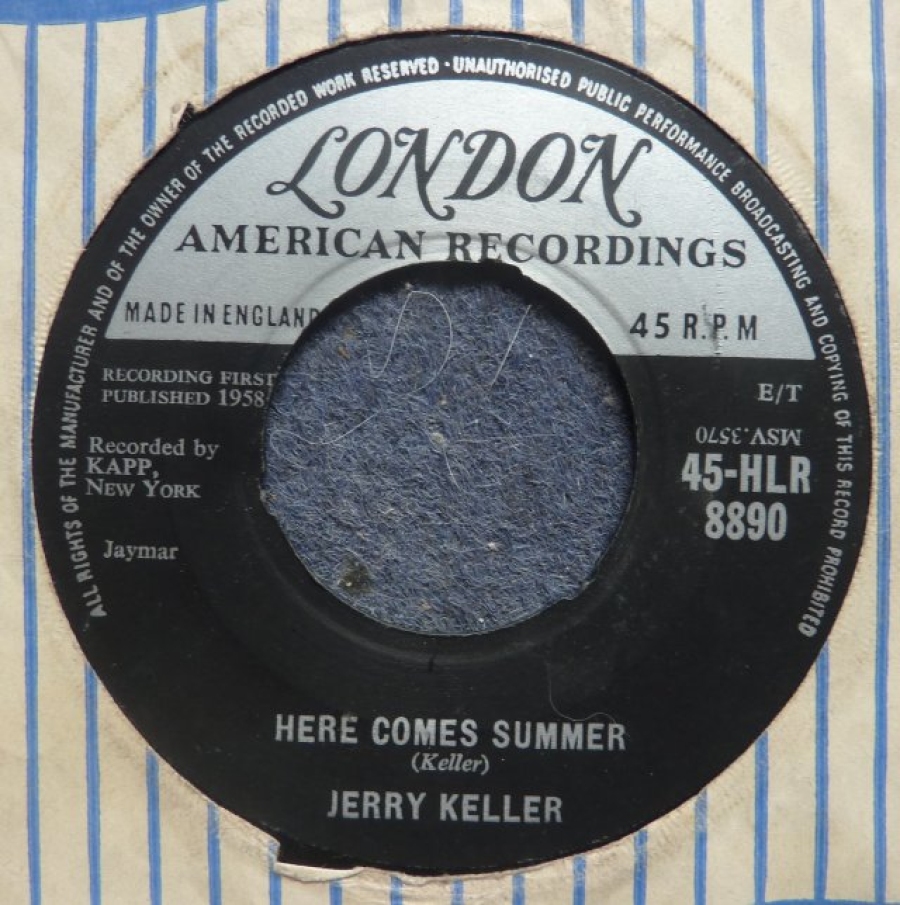 ALL RIGHTS OF THE MANUFACTURER AND OF THE OWNER OF THE RECORDED WORK RESERVED · UNAUTHORISED PUBLIC PERFORMANCE BROADCASTING AND COPYING OF THIS RECORD PROHIBITED
LONDON
AMERICAN RECORDINGS
MADE IN ENGLAND
45 R.P.M
RECORDING FIRST
PUBLISHED 1958
E/T
Recorded by
KAPP,
NEW YORK
MSV.3570
45-HLR
8890
Jaymar
HERE COMES SUMMER
(Keller)
JERRY KELLER